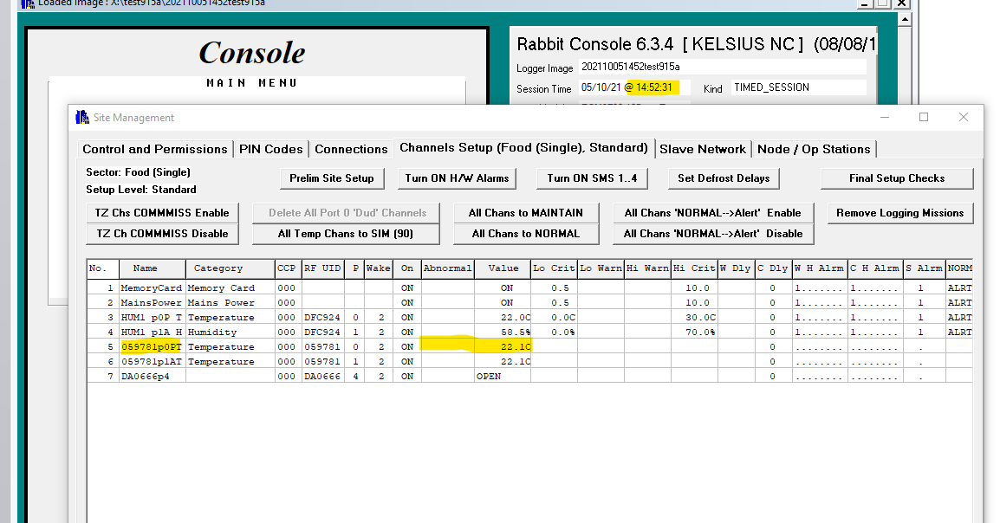 Loaded Image : X:\test915a\202110051452test915a
Console
MAIN MENU
Rabbit Console 6.3.4 [ KELSIUS NC ] (08/08/1
Logger Image 202110051452test915a
Session Time 05/10/21 @ 14:52:31 Kind TIMED_SESSION
Site Management
Control and Permissions PIN Codes Connections Channels Setup (Food (Single), Standard) Slave Network Node / Op Stations
Sector: Food (Single)
Setup Level: Standard
Prelim Site Setup Turn ON H/W Alarms Turn ON SMS 1..4 Set Defrost Delays Final Setup Checks
TZ Chs COMMMISS Enable Delete All Port 0 'Dud' Channels All Chans to MAINTAIN All Chans 'NORMAL-->Alert' Enable Remove Logging Missions
TZ Ch COMMMISS Disable All Temp Chans to SIM (90) All Chans to NORMAL All Chans 'NORMAL-->Alert' Disable
No. Name Category CCP RF UID P Wake On Abnormal Value Lo Crit Lo Warn Hi Warn Hi Crit W Dly C Dly W H Alrm C H Alrm S Alrm NORM
1 MemoryCard Memory Card 000 ON ON 0.5 10.0 0 1....... 1....... 1 ALRT
2 MainsPower Mains Power 000 ON ON 0.5 10.0 0 1....... 1....... 1 ALRT
3 HUM1 p0P T Temperature 000 DFC924 0 2 ON 22.0C 0.0C 30.0C 0 1....... 1....... 1 ALRT
4 HUM1 p1A H Humidity 000 DFC924 1 2 ON 58.5% 0.0% 70.0% 0 1....... 1....... 1 ALRT
5 059781p0PT Temperature 000 059781 0 2 ON 22.1C 0 ........ ........ .
6 059781p1AT Temperature 000 059781 1 2 ON 22.1C 0 ........ ........ .
7 DA0666p4 000 DA0666 4 2 ON OPEN 0 ........ ........ .